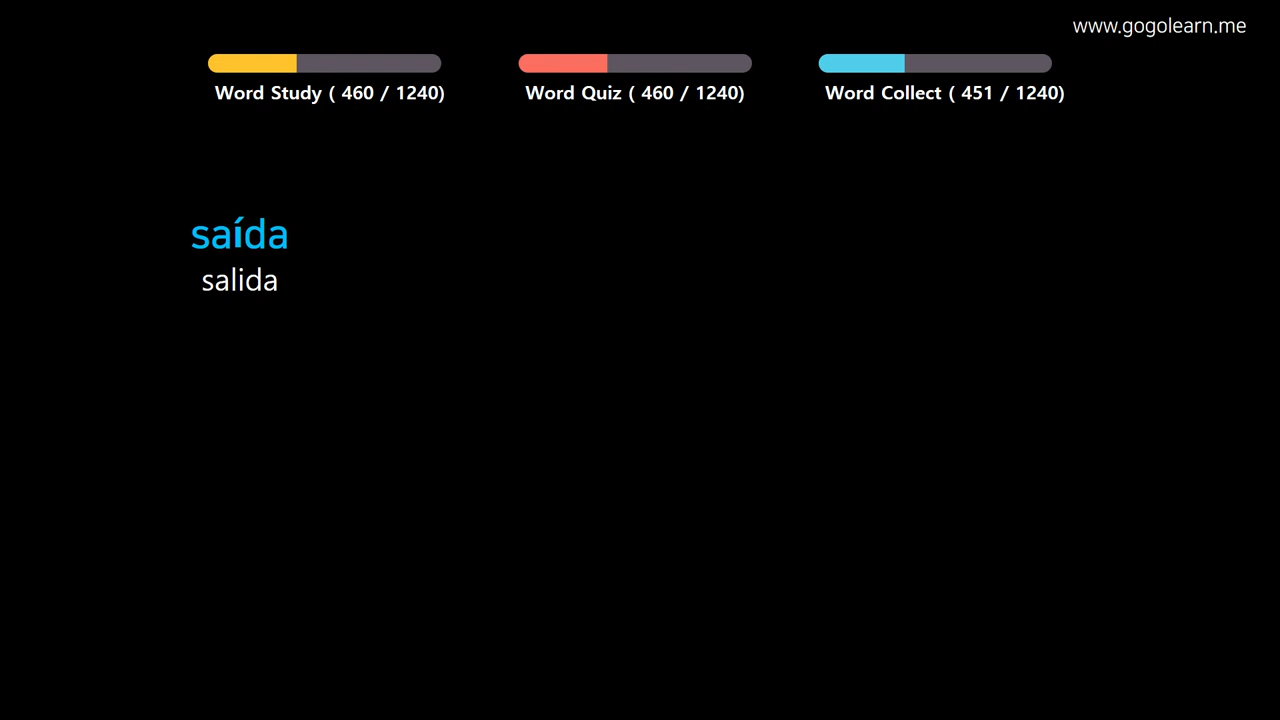 www.gogolearn.me
Word Study ( 460 / 1240)
Word Quiz ( 460 / 1240)
Word Collect ( 451 / 1240)
saída
salida